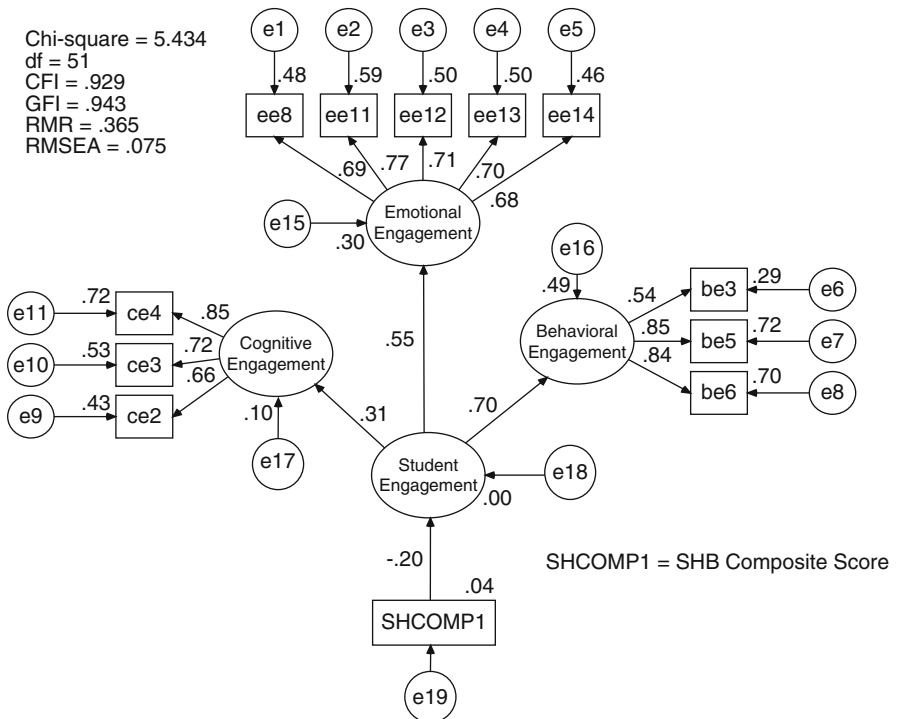 Chi-square = 5.434
df = 51
CFI = .929
GFI = .943
RMR = .365
RMSEA = .075
e1
e2
e3
e4
e5
.48
.59
.50
.50
.46
ee8
ee11
ee12
ee13
ee14
.69
.77
.71
.70
.68
e15
.30
Emotional
Engagement
e16
.49
Behavioral
Engagement
.54
.85
.84
be3
be5
be6
.29
.72
.70
e6
e7
e8
e11
e10
e9
.72
.53
.43
ce4
ce3
ce2
.85
.72
.66
Cognitive
Engagement
.10
e17
.55
.31
.70
Student
Engagement
e18
.00
-.20
.04
SHCOMP1
e19
SHCOMP1 = SHB Composite Score